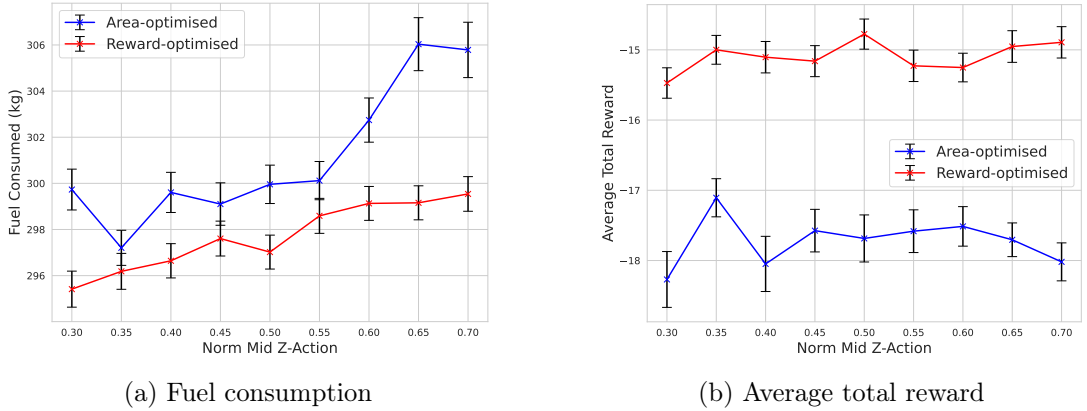 Area-optimised
Reward-optimised
Fuel Consumed (kg)
306
304
302
300
298
296
0.30 0.35 0.40 0.45 0.50 0.55 0.60 0.65 0.70
Norm Mid Z-Action
(a) Fuel consumption
Average Total Reward
−15
−16
−17
−18
Area-optimised
Reward-optimised
0.30 0.35 0.40 0.45 0.50 0.55 0.60 0.65 0.70
Norm Mid Z-Action
(b) Average total reward